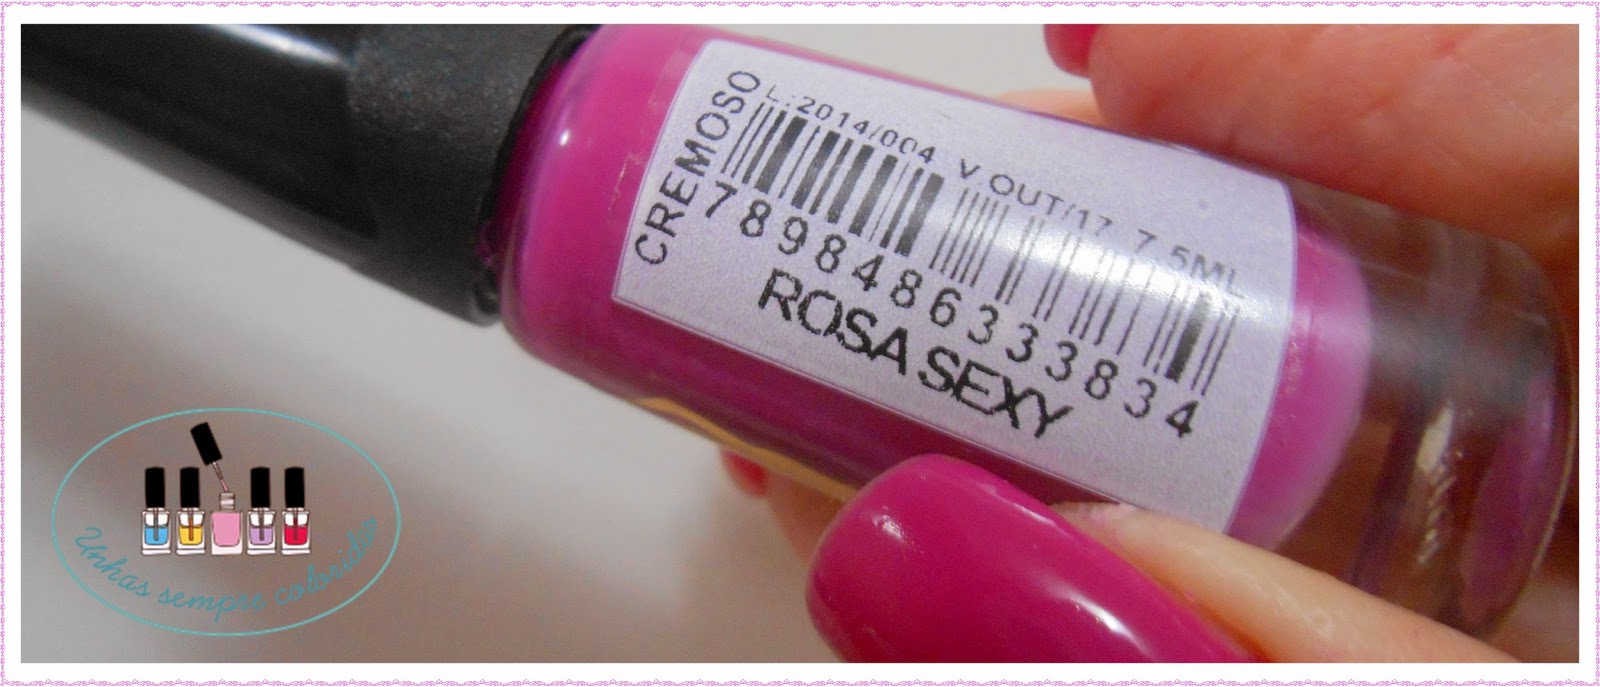 CREMOSO
L:2014/004 V OUT/17 7,5ML
7898486333834
ROSA SEXY
Unhas sempre coloridas